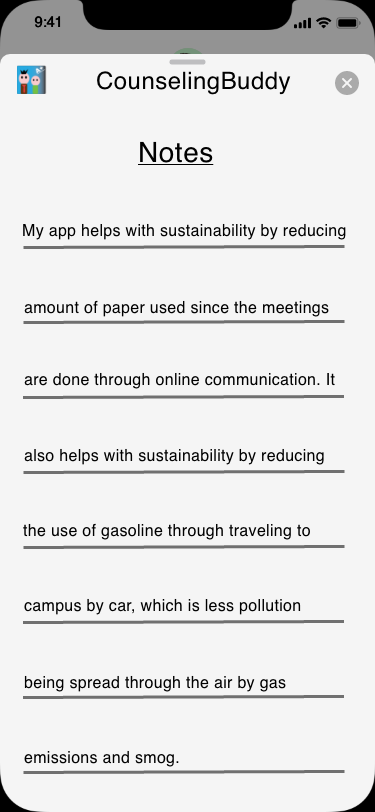 9:41
CounselingBuddy
Notes
My app helps with sustainability by reducing
amount of paper used since the meetings
are done through online communication. It
also helps with sustainability by reducing
the use of gasoline through traveling to
campus by car, which is less pollution
being spread through the air by gas
emissions and smog.